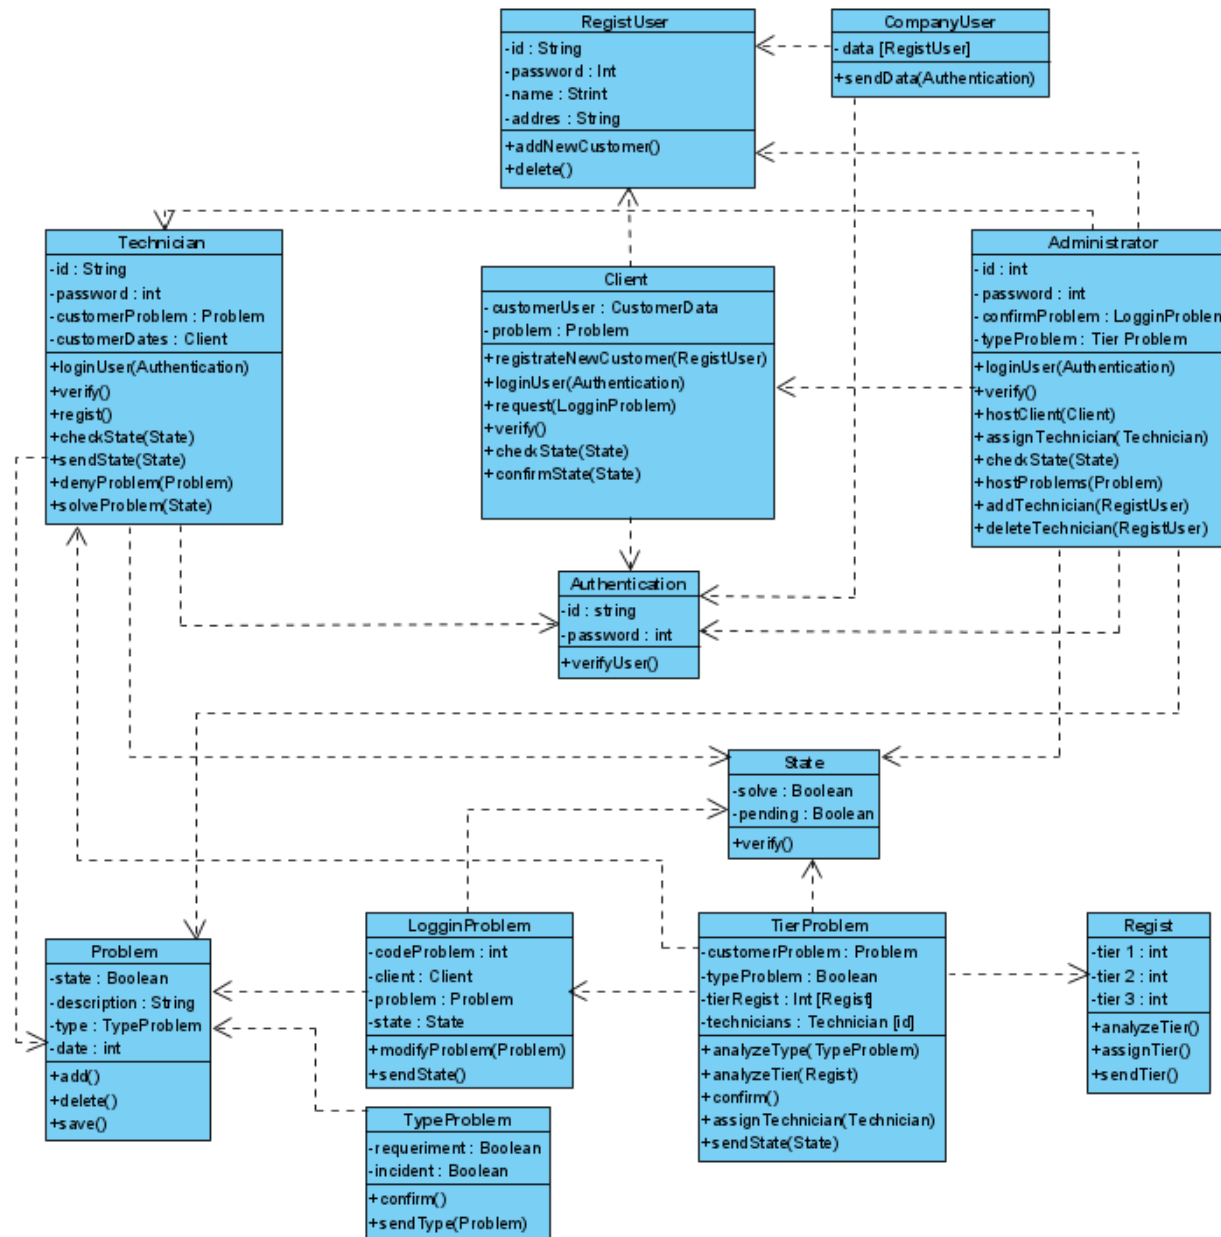 RegistUser
-id : String
-password : Int
-name : Strint
-addres : String
+addNewCustomer()
+delete()
CompanyUser
- data [RegistUser]
+sendData(Authentication)
Technician
-id : String
-password : int
-customerProblem : Problem
-customerDates : Client
+loginUser(Authentication)
+verify()
+regist()
+checkState(State)
+sendState(State)
+denyProblem(Problem)
+solveProblem(State)
Client
-customerUser : CustomerData
-problem : Problem
+registrateNewCustomer(RegistUser)
+loginUser(Authentication)
+request(LogginProblem)
+verify()
+checkState(State)
+confirmState(State)
Administrator
-id : int
-password : int
-confirmProblem : LogginProblem
-typeProblem : Tier Problem
+loginUser(Authentication)
+verify()
+hostClient(Client)
+assignTechnician(Technician)
+checkState(State)
+hostProblems(Problem)
+addTechnician(RegistUser)
+deleteTechnician(RegistUser)
Authentication
-id : string
-password : int
+verifyUser()
State
-solve : Boolean
-pending : Boolean
+verify()
Problem
-state : Boolean
-description : String
-type : TypeProblem
-date : int
+add()
+delete()
+save()
LogginProblem
-codeProblem : int
-client : Client
-problem : Problem
-state : State
+modifyProblem(Problem)
+sendState()
TierProblem
-customerProblem : Problem
-typeProblem : Boolean
-tierRegist : Int [Regist]
-technicians : Technician [id]
+analyzeType(TypeProblem)
+analyzeTier(Regist)
+confirm()
+assignTechnician(Technician)
+sendState(State)
Regist
-tier 1 : int
-tier 2 : int
-tier 3 : int
+analyzeTier()
+assignTier()
+sendTier()
TypeProblem
-requeriment : Boolean
-incident : Boolean
+confirm()
+sendType(Problem)